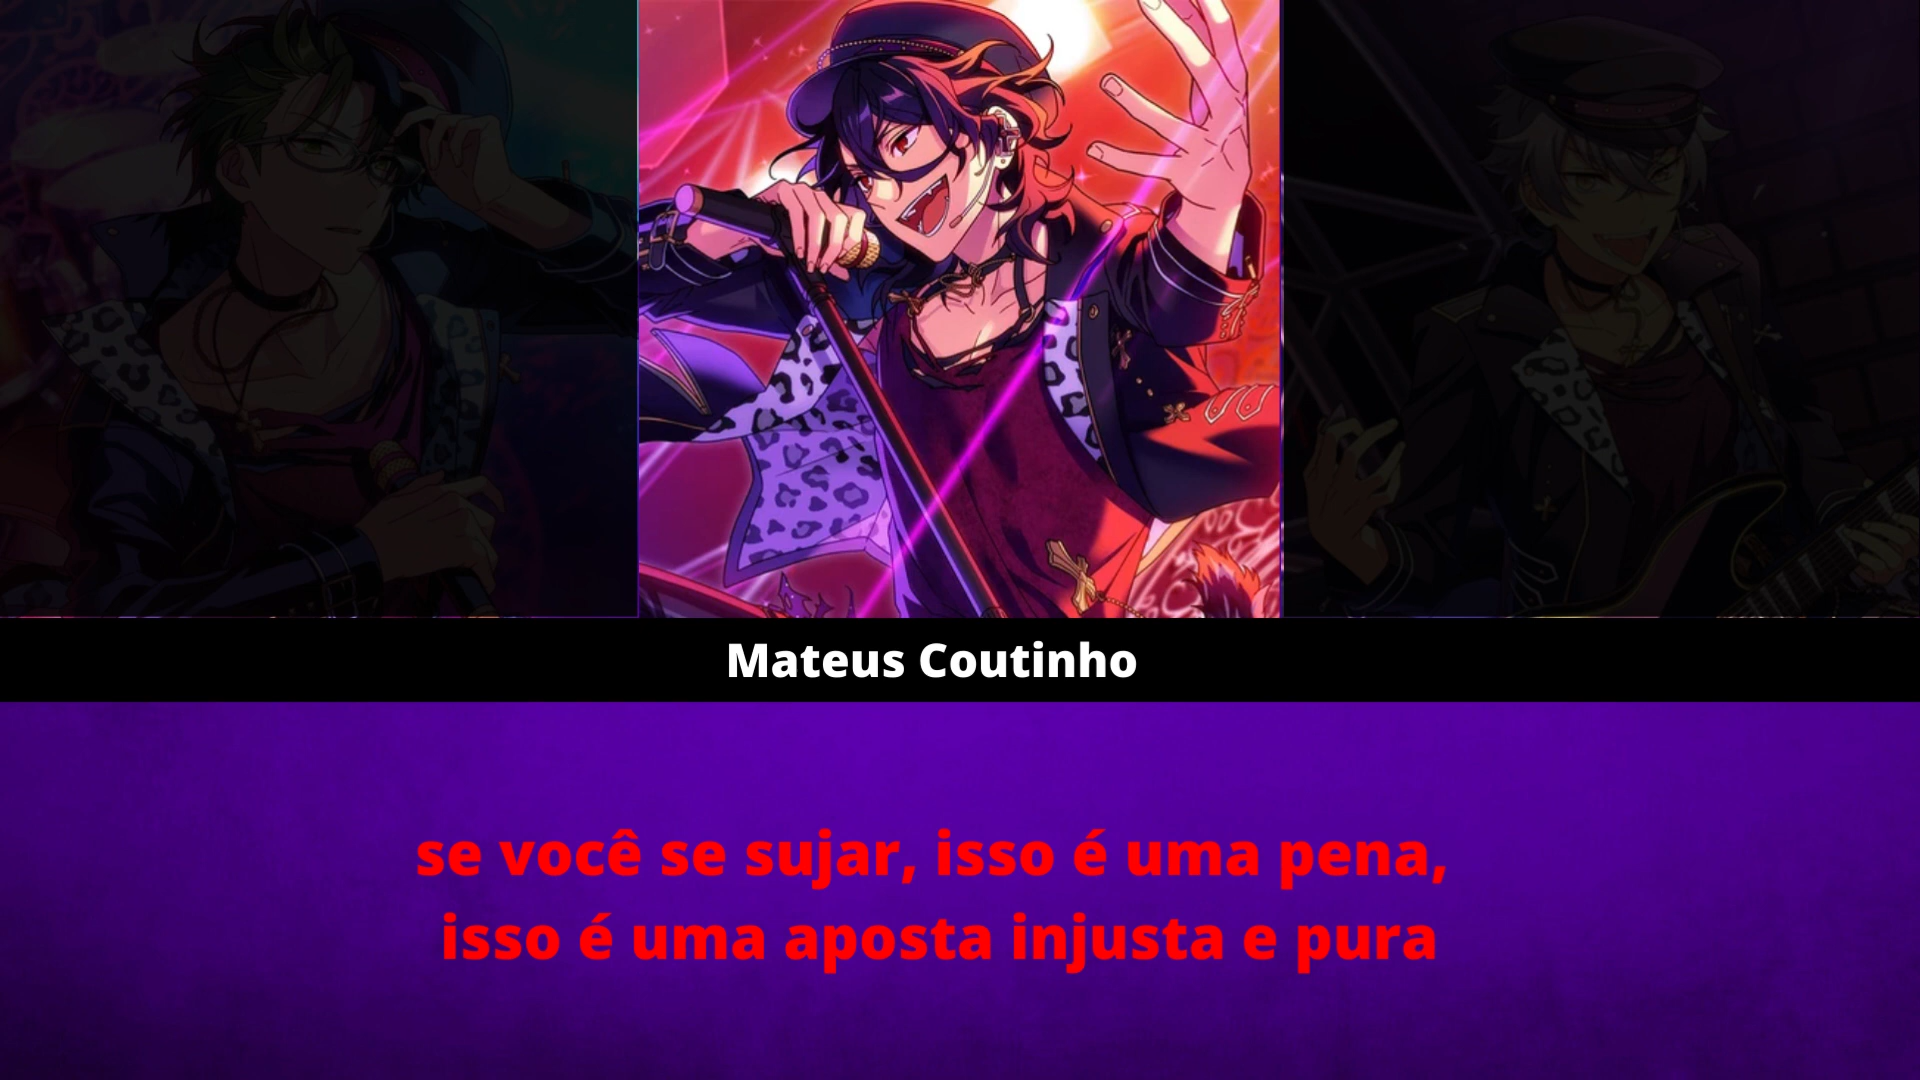 Mateus Coutinho
se você se sujar, isso é uma pena,
isso é uma aposta injusta e pura